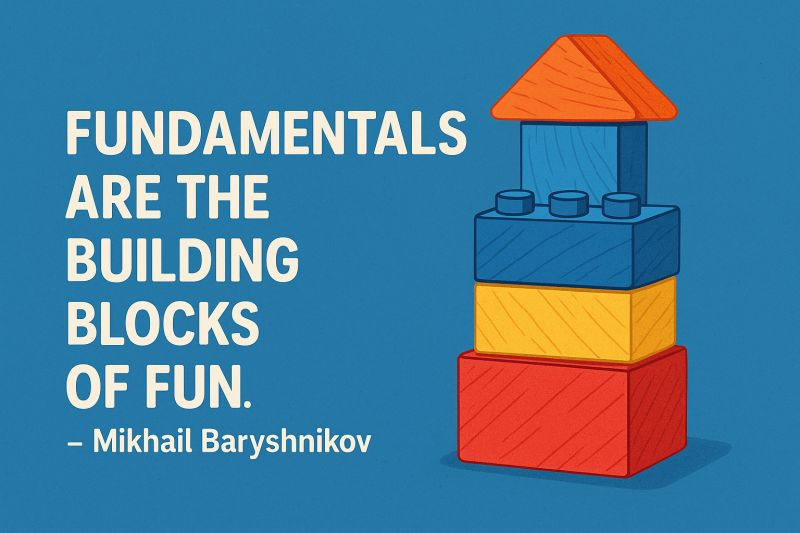 FUNDAMENTALS
ARE THE
BUILDING
BLOCKS
OF FUN.
– Mikhail Baryshnikov